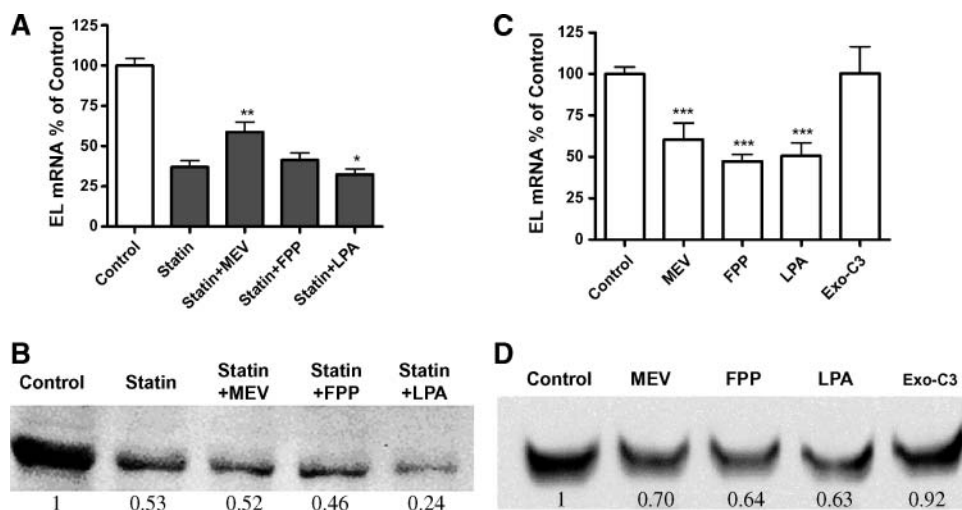 A
EL mRNA % of Control
125
100
75
50
25
0
**
*
Control
Statin
Statin+MEV
Statin+FPP
Statin+LPA
B
Control Statin Statin +MEV Statin +FPP Statin +LPA
1 0.53 0.52 0.46 0.24
C
EL mRNA % of Control
125
100
75
50
25
0
***
***
***
Control
MEV
FPP
LPA
Exo-C3
D
Control MEV FPP LPA Exo-C3
1 0.70 0.64 0.63 0.92